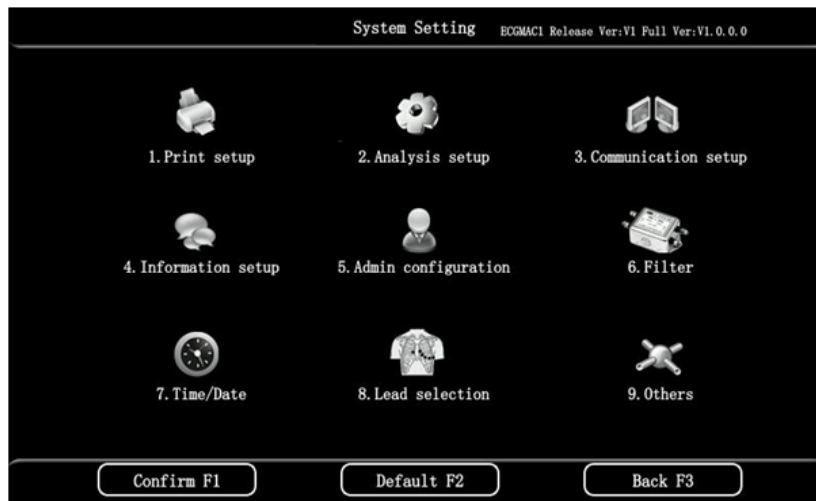 System Setting ECGMAC1 Release Ver:V1 Full Ver:V1.0.0.0
1.Print setup 2.Analysis setup 3.Communication setup
4.Information setup 5.Admin configuration 6.Filter
7.Time/Date 8.Lead selection 9.Others
Confirm F1 Default F2 Back F3